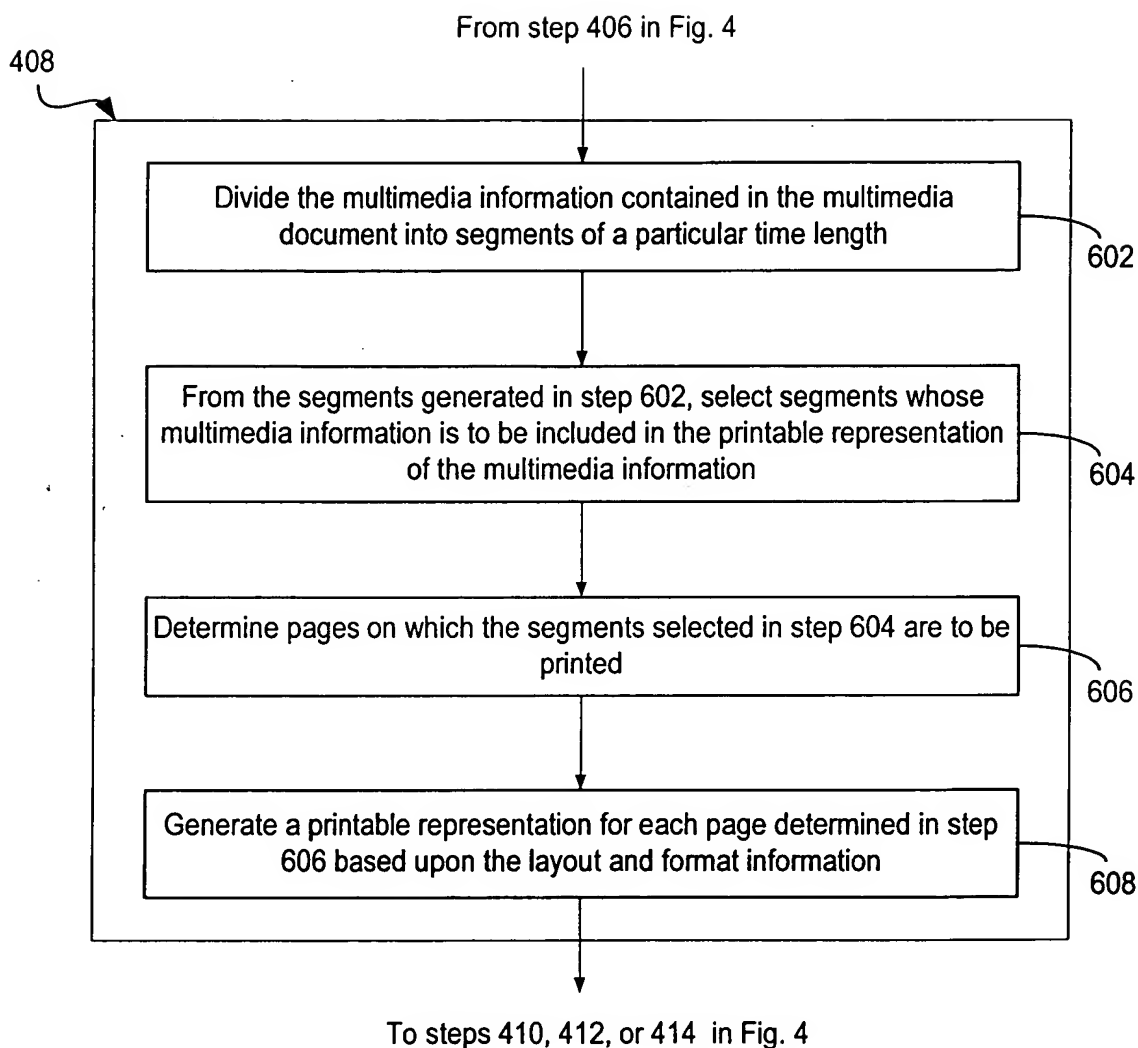 From step 406 in Fig. 4
408
Divide the multimedia information contained in the multimedia
document into segments of a particular time length
602
From the segments generated in step 602, select segments whose
multimedia information is to be included in the printable representation
of the multimedia information
604
Determine pages on which the segments selected in step 604 are to be
printed
606
Generate a printable representation for each page determined in step
606 based upon the layout and format information
608
To steps 410, 412, or 414 in Fig. 4